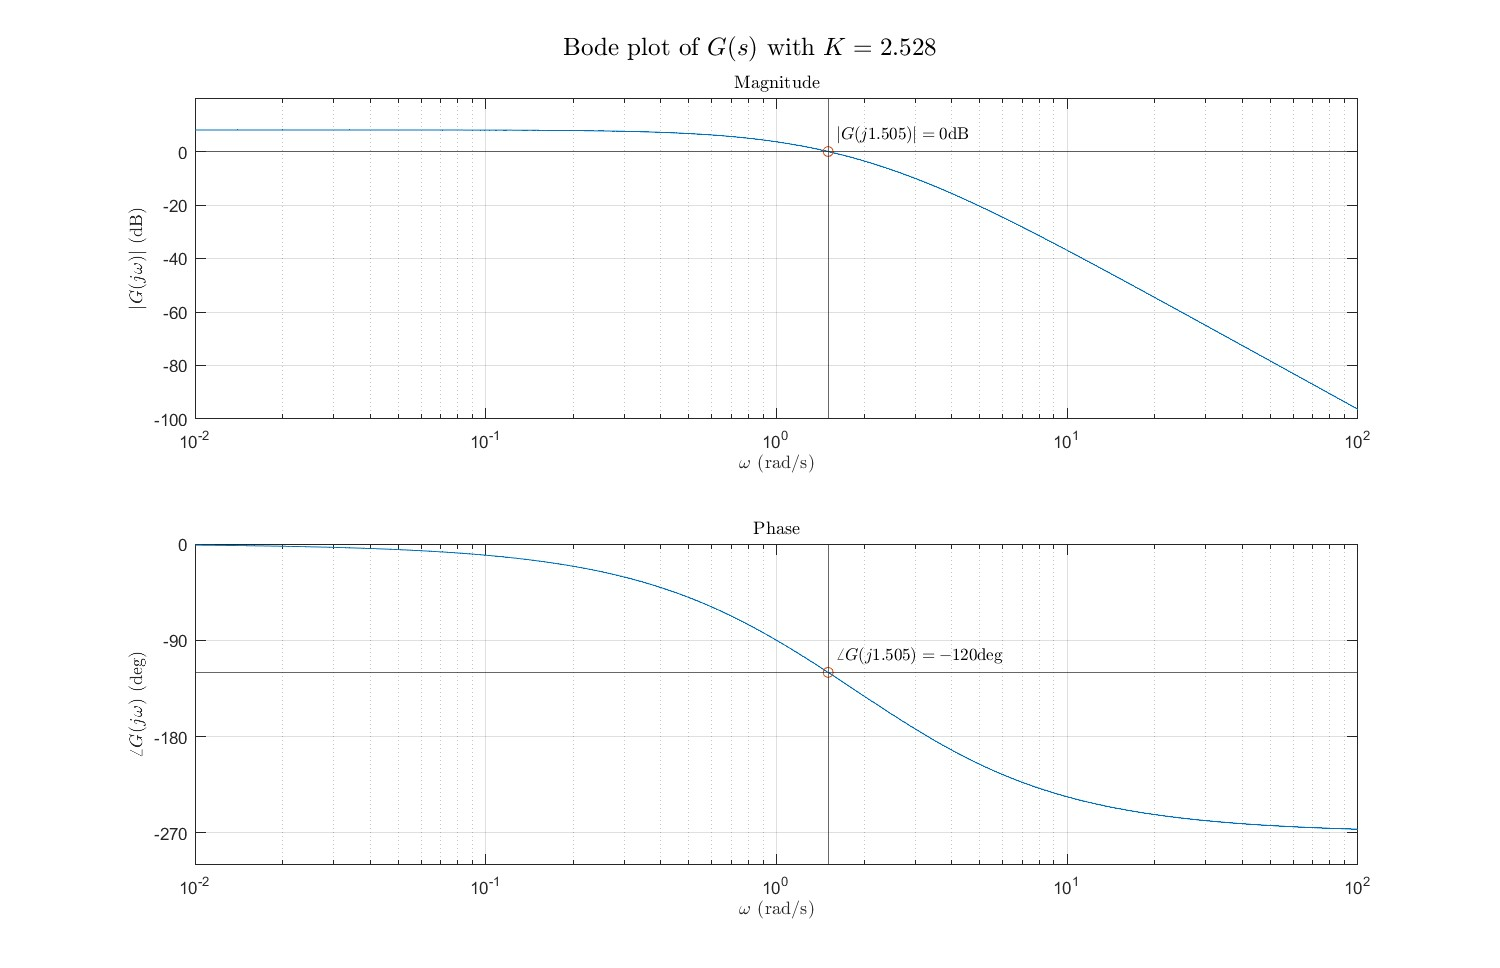 Bode plot of G(s) with K = 2.528
Magnitude
|G(j1.505)| = 0dB
0
-20
-40
-60
-80
-100
|G(jω)| (dB)
10^-2 10^-1 10^0 10^1 10^2
ω (rad/s)
Phase
∠G(j1.505) = −120deg
0
-90
-180
-270
∠G(jω) (deg)
10^-2 10^-1 10^0 10^1 10^2
ω (rad/s)